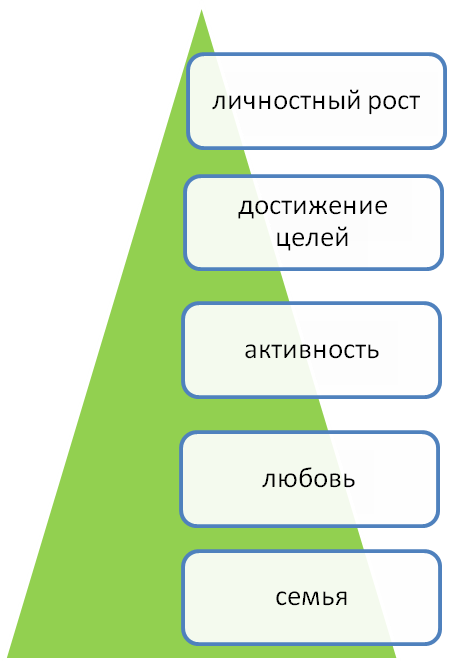 личностный рост
достижение
целей
активность
любовь
семья